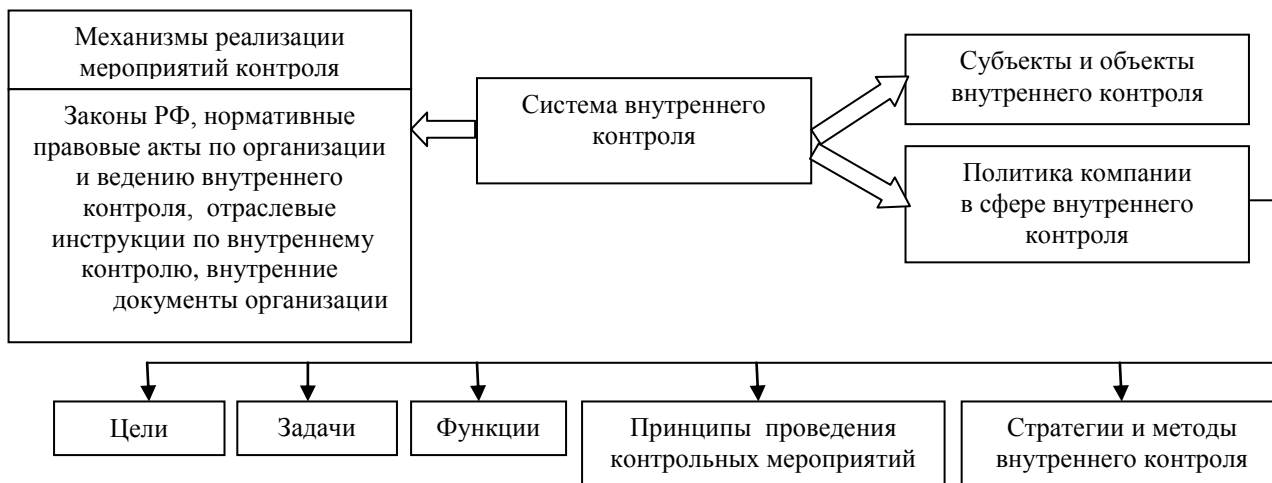 Механизмы реализации
мероприятий контроля
Законы РФ, нормативные
правовые акты по организации
и ведению внутреннего
контроля, отраслевые
инструкции по внутреннему
контролю, внутренние
документы организации
Система внутреннего
контроля
Субъекты и объекты
внутреннего контроля
Политика компании
в сфере внутреннего
контроля
Цели
Задачи
Функции
Принципы проведения
контрольных мероприятий
Стратегии и методы
внутреннего контроля